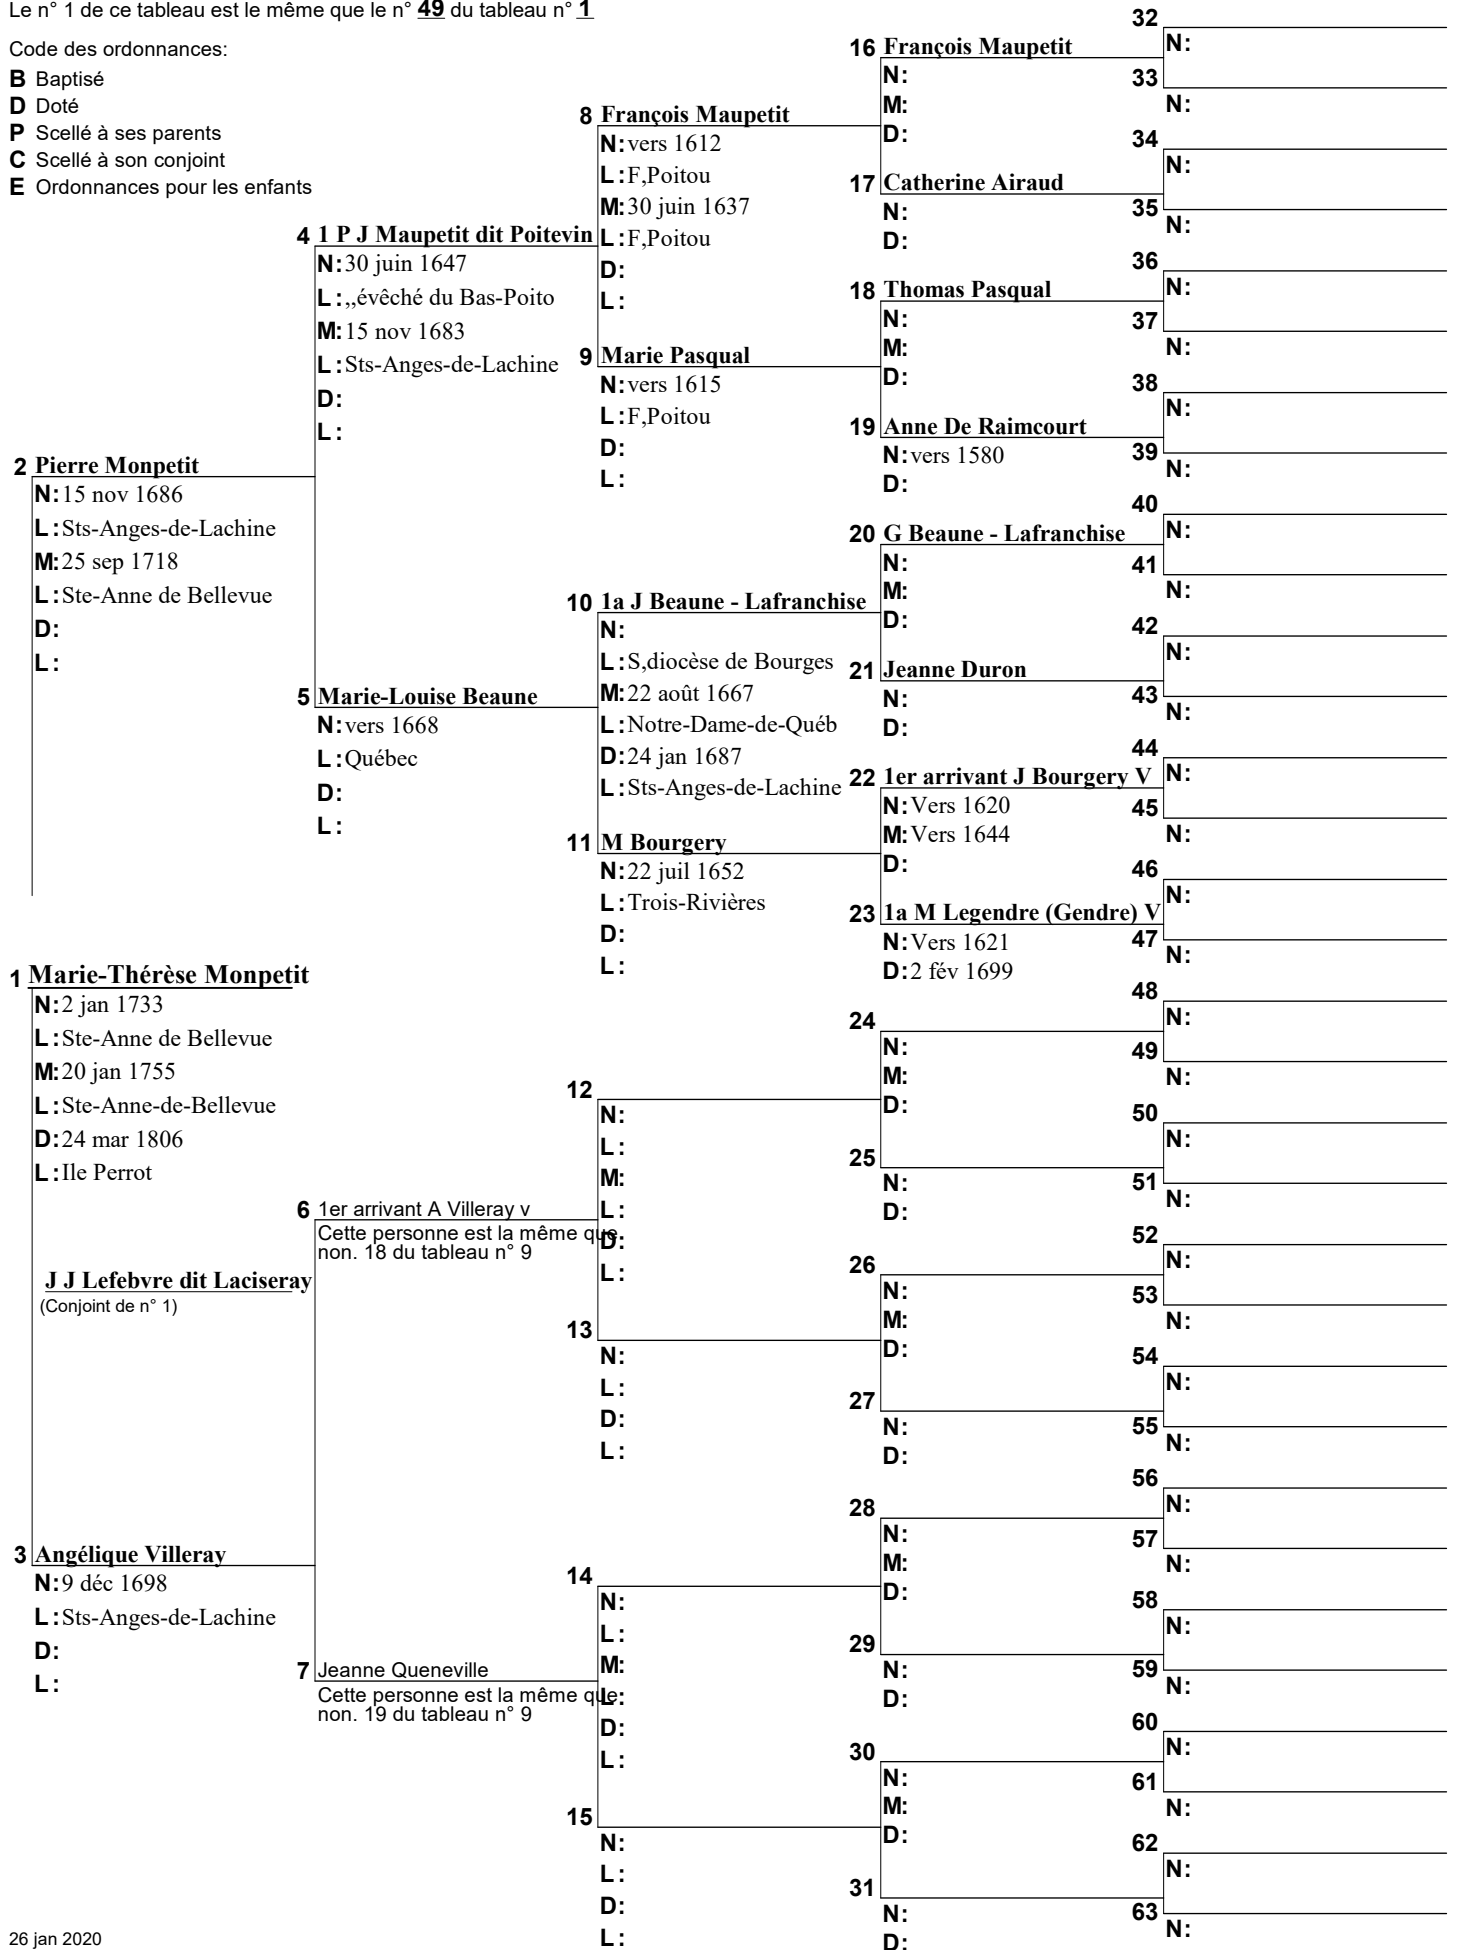 Le n° 1 de ce tableau est le même que le n° 49 du tableau n° 1
Code des ordonnances:
B Baptisé
D Doté
P Scellé à ses parents
C Scellé à son conjoint
E Ordonnances pour les enfants
2 Pierre Monpetit
N: 15 nov 1686
L: Sts-Anges-de-Lachine
M: 25 sep 1718
L: Ste-Anne de Bellevue
D:
L:
1 Marie-Thérèse Monpetit
N: 2 jan 1733
L: Ste-Anne de Bellevue
M: 20 jan 1755
L: Ste-Anne-de-Bellevue
D: 24 mar 1806
L: Ile Perrot
J J Lefebvre dit Laciseray
(Conjoint de n° 1)
3 Angélique Villeray
N: 9 déc 1698
L: Sts-Anges-de-Lachine
D:
L:
4 1 P J Maupetit dit Poitevin
N: 30 juin 1647
L: ,,évêché du Bas-Poito
M: 15 nov 1683
L: Sts-Anges-de-Lachine
D:
L:
5 Marie-Louise Beaune
N: vers 1668
L: Québec
D:
L:
6 1er arrivant A Villeray v
Cette personne est la même que
non. 18 du tableau n° 9
7 Jeanne Queneville
Cette personne est la même que
non. 19 du tableau n° 9
8 François Maupetit
N: vers 1612
L: F,Poitou
M: 30 juin 1637
L: F,Poitou
D:
L:
9 Marie Pasqual
N: vers 1615
L: F,Poitou
D:
L:
10 1a J Beaune - Lafranchise
N:
L: S,diocèse de Bourges
M: 22 août 1667
L: Notre-Dame-de-Québ
D: 24 jan 1687
L: Sts-Anges-de-Lachine
11 M Bourgery
N: 22 juil 1652
L: Trois-Rivières
D:
L:
12
N:
L:
M:
L:
D:
L:
13
N:
L:
D:
L:
14
N:
L:
M:
L:
D:
L:
15
N:
L:
D:
L:
16 François Maupetit
N:
M:
D:
17 Catherine Airaud
N:
D:
18 Thomas Pasqual
N:
M:
D:
19 Anne De Raimcourt
N: vers 1580
D:
20 G Beaune - Lafranchise
N:
M:
D:
21 Jeanne Duron
N:
D:
22 1er arrivant J Bourgery V
N: Vers 1620
M: Vers 1644
D:
23 1a M Legendre (Gendre) V
N: Vers 1621
D: 2 fév 1699
24
N:
M:
D:
25
N:
D:
26
N:
M:
D:
27
N:
D:
28
N:
M:
D:
29
N:
D:
30
N:
M:
D:
31
N:
D:
32
N:
33
N:
34
N:
35
N:
36
N:
37
N:
38
N:
39
N:
40
N:
41
N:
42
N:
43
N:
44
N:
45
N:
46
N:
47
N:
48
N:
49
N:
50
N:
51
N:
52
N:
53
N:
54
N:
55
N:
56
N:
57
N:
58
N:
59
N:
60
N:
61
N:
62
N:
63
N:
26 jan 2020